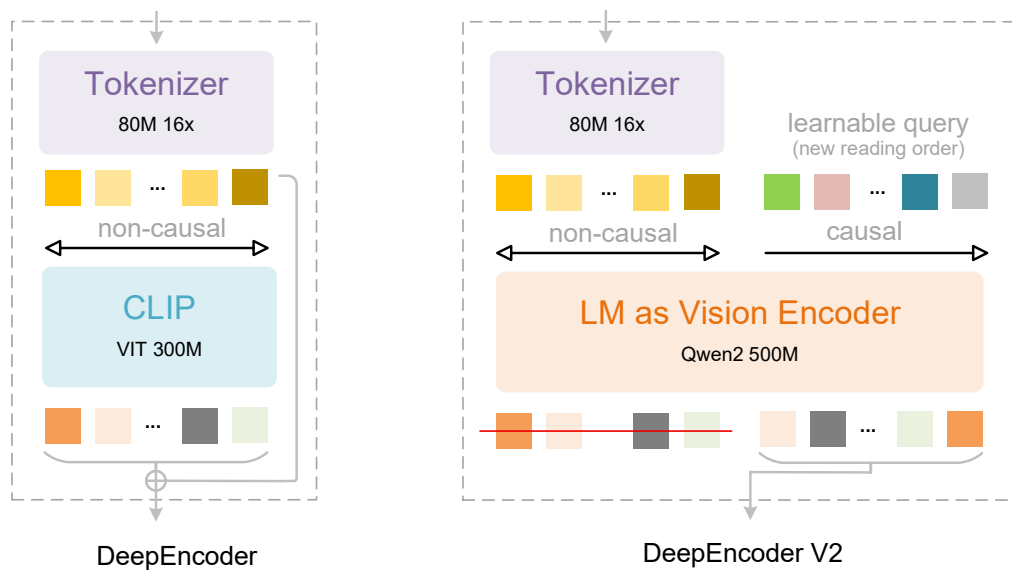 Tokenizer
80M 16x
...
non-causal
CLIP
VIT 300M
...
DeepEncoder
Tokenizer
80M 16x
learnable query
(new reading order)
...
...
non-causal
causal
LM as Vision Encoder
Qwen2 500M
...
DeepEncoder V2